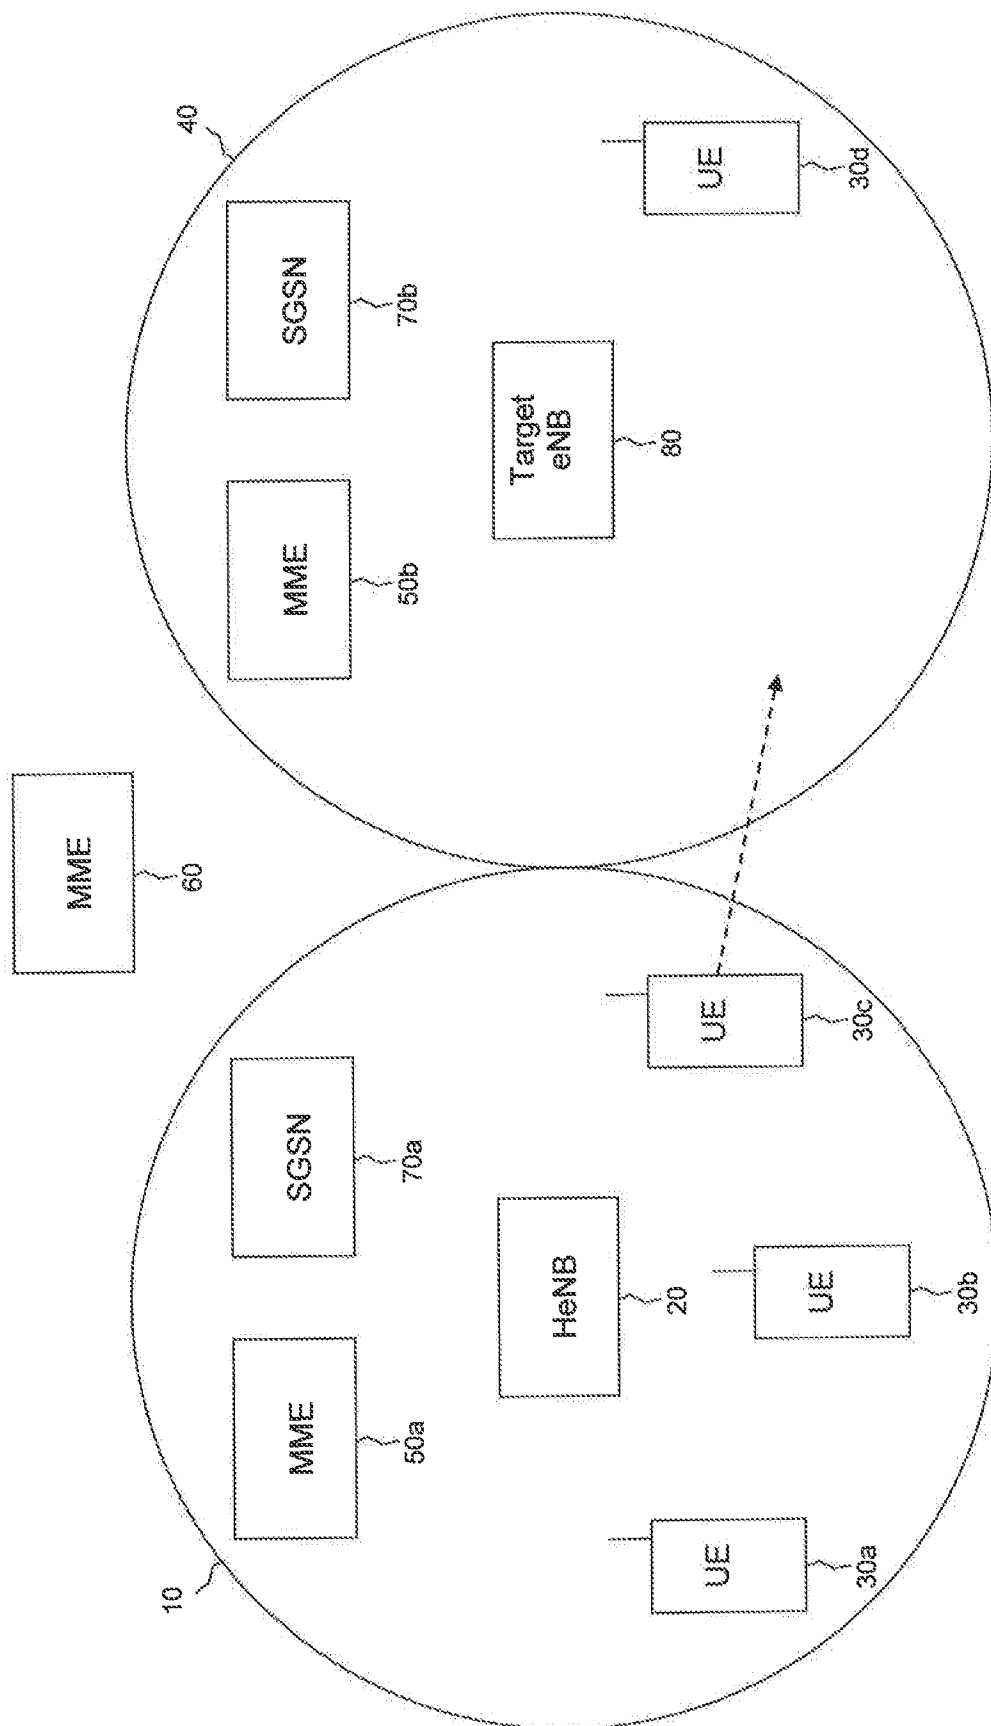 MME
60
10
MME
50a
SGSN
70a
HeNB
20
UE
30a
UE
30b
UE
30c
40
MME
50b
SGSN
70b
Target
eNB
80
UE
30d